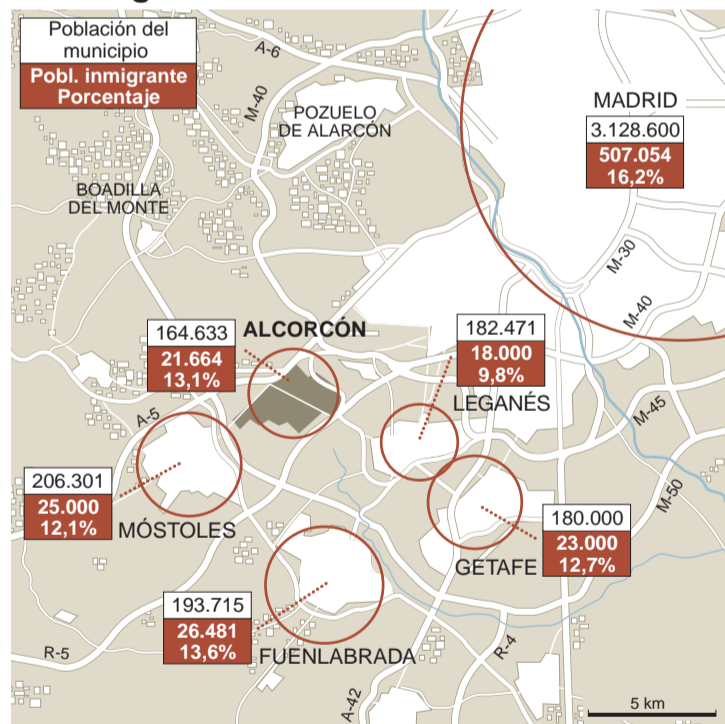 Población del
municipio
Pobl. inmigrante
Porcentaje
A-6
M-40
POZUELO
DE ALARCÓN
MADRID
3.128.600
507.054
16,2%
BOADILLA
DEL MONTE
M-30
M-40
164.633
21.664
13,1%
ALCORCÓN
182.471
18.000
9,8%
LEGANÉS
M-45
A-5
206.301
25.000
12,1%
MÓSTOLES
M-50
180.000
23.000
12,7%
GETAFE
193.715
26.481
13,6%
FUENLABRADA
R-5
R-4
A-42
5 km